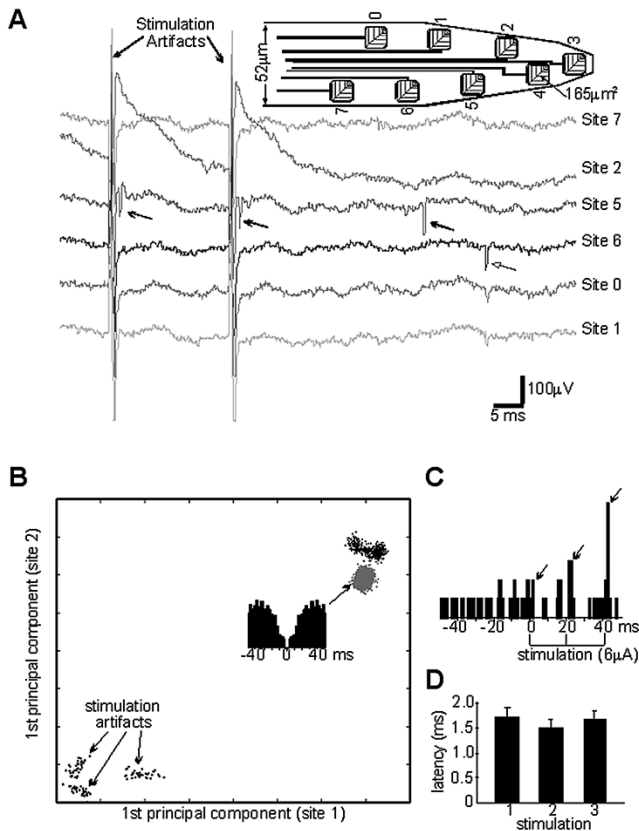 A
Stimulation
Artifacts
52μm
0
1
2
3
4
5
6
7
165μm²
Site 7
Site 2
Site 5
Site 6
Site 0
Site 1
100μV
5 ms
B
1st principal component (site 2)
-40 0 40 ms
stimulation
artifacts
1st principal component (site 1)
C
-40 -20 0 20 40 ms
stimulation (6μA)
D
latency (ms)
2.0
1.5
1.0
0.5
0
1 2 3
stimulation